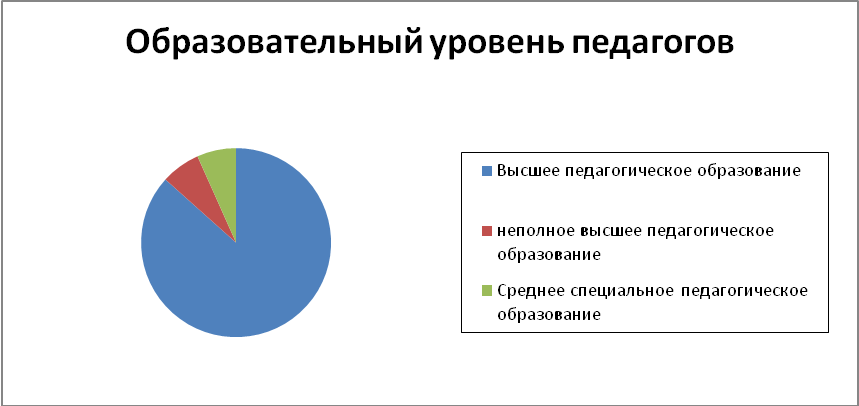 Образовательный уровень педагогов
Высшее педагогическое образование
неполное высшее педагогическое
образование
Среднее специальное педагогическое
образование